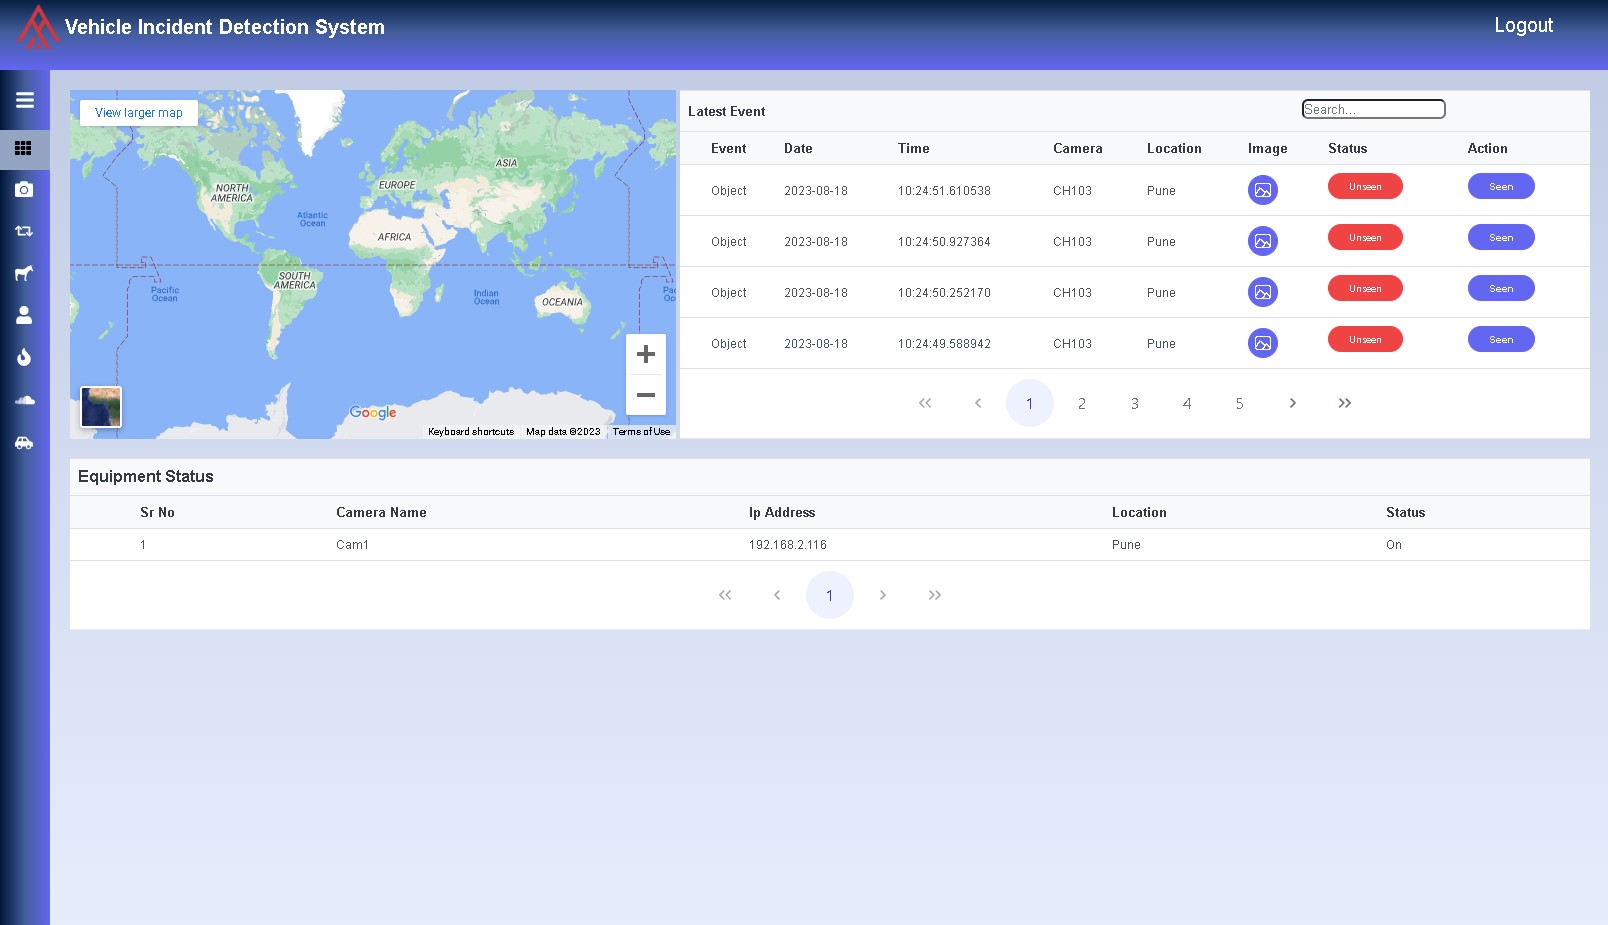 Vehicle Incident Detection System
Logout
View larger map
NORTH
AMERICA
EUROPE
ASIA
Atlantic
Ocean
AFRICA
SOUTH
AMERICA
Pacific
Ocean
Indian
Ocean
OCEANIA
Pac
Oc
Google
Keyboard shortcuts Map data ©2023 Terms of Use
Latest Event
Search...
Event Date Time Camera Location Image Status Action
Object 2023-08-18 10:24:51.610538 CH103 Pune Unseen Seen
Object 2023-08-18 10:24:50.927364 CH103 Pune Unseen Seen
Object 2023-08-18 10:24:50.252170 CH103 Pune Unseen Seen
Object 2023-08-18 10:24:49.588942 CH103 Pune Unseen Seen
1 2 3 4 5
Equipment Status
Sr No Camera Name Ip Address Location Status
1 Cam1 192.168.2.116 Pune On
1